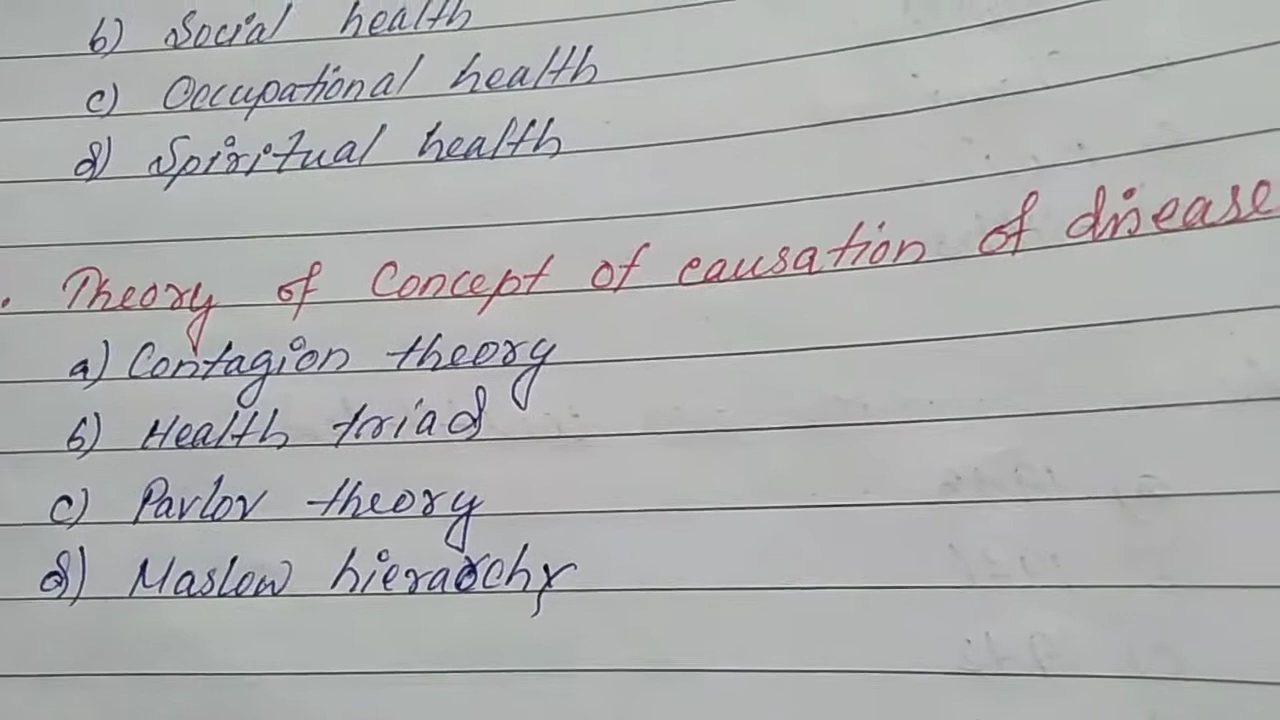 b) Social health
c) Occupational health
d) Spiritual health
. Theory of Concept of causation of disease
a) Contagion theory
b) Health triad
c) Pavlov theory
d) Maslow hierarchy